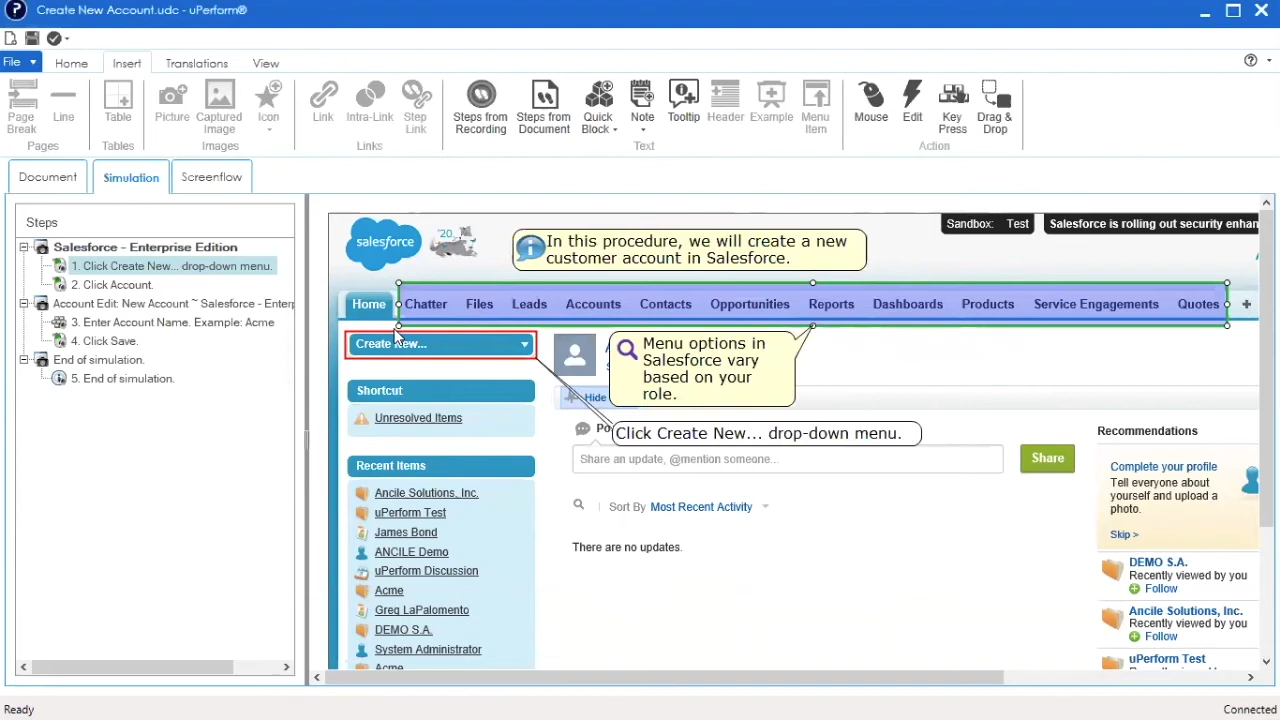 Create New Account.udc - uPerform®
File Home Insert Translations View
Page Break
Line
Table
Picture
Captured Image
Icon
Link
Intra-Link
Step Link
Steps from Recording
Steps from Document
Quick Block
Note
Tooltip
Header
Example
Menu Item
Mouse
Edit
Key Press
Drag & Drop
Pages
Tables
Images
Links
Text
Action
Document
Simulation
Screenflow
Steps
Salesforce - Enterprise Edition
1. Click Create New... drop-down menu.
2. Click Account.
Account Edit: New Account ~ Salesforce - Enterp
3. Enter Account Name. Example: Acme
4. Click Save.
End of simulation.
5. End of simulation.
salesforce
'20
Sandbox: Test
Salesforce is rolling out security enhan
In this procedure, we will create a new
customer account in Salesforce.
Home Chatter Files Leads Accounts Contacts Opportunities Reports Dashboards Products Service Engagements Quotes +
Create New...
Menu options in
Salesforce vary
based on your
role.
Hide
Click Create New... drop-down menu.
Po
Share an update, @mention someone...
Share
Sort By Most Recent Activity
There are no updates.
Shortcut
Unresolved Items
Recent Items
Ancile Solutions, Inc.
uPerform Test
James Bond
ANCILE Demo
uPerform Discussion
Acme
Greg LaPalomento
DEMO S.A.
System Administrator
Acme
Recommendations
Complete your profile
Tell everyone about
yourself and upload a
photo.
Skip >
DEMO S.A.
Recently viewed by you
Follow
Ancile Solutions, Inc.
Recently viewed by you
Follow
uPerform Test
Recently viewed by you
Ready
Connected